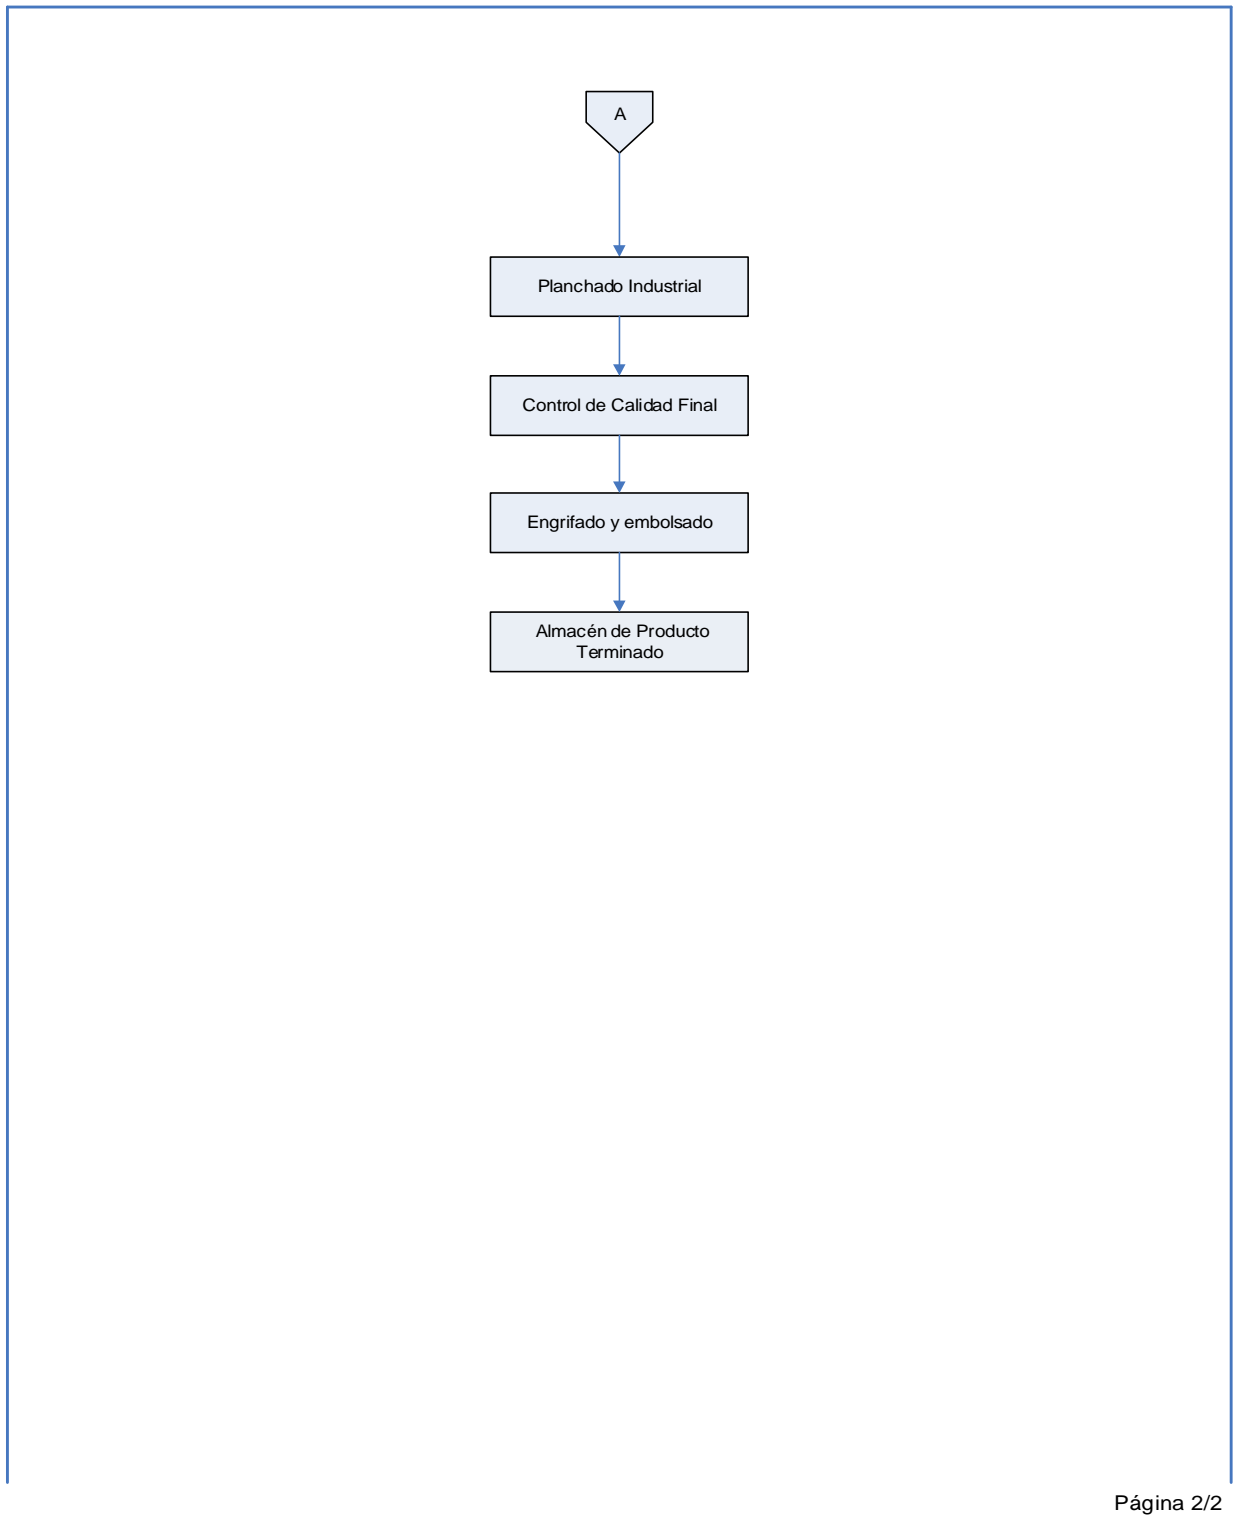 A
Planchado Industrial
Control de Calidad Final
Engrifado y embolsado
Almacén de Producto
Terminado
Página 2/2